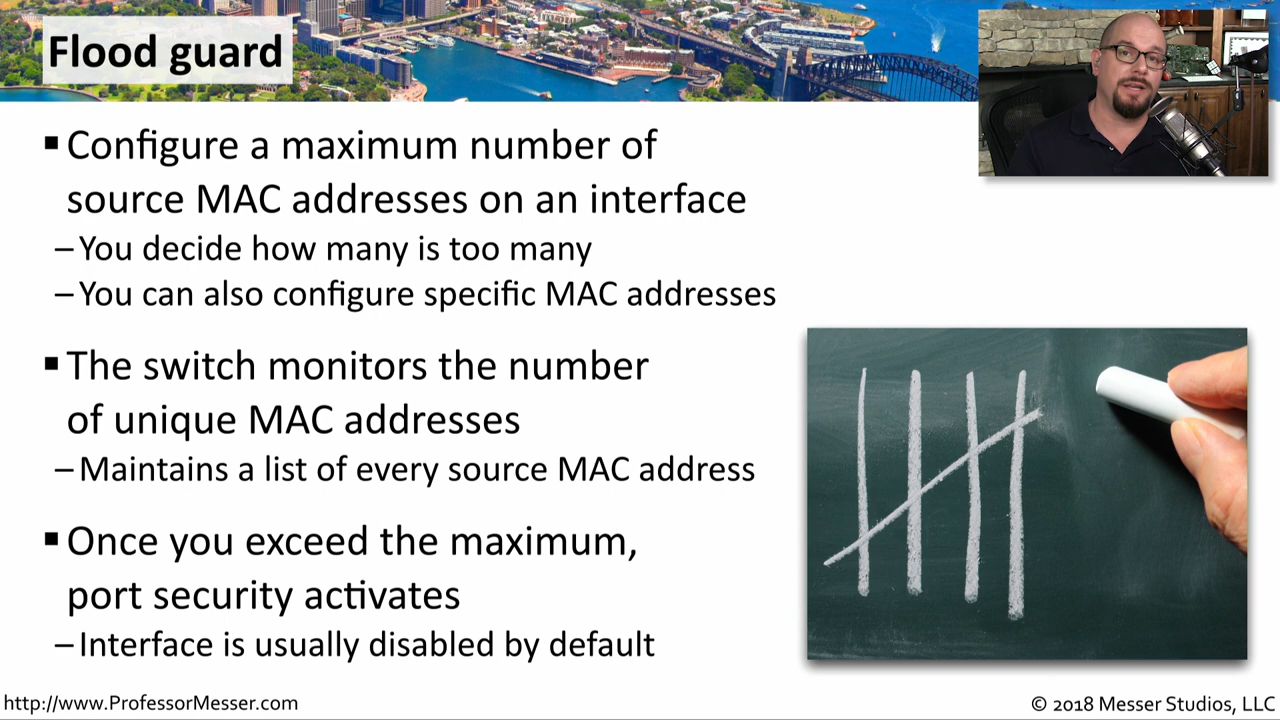 Flood guard
▪ Configure a maximum number of
source MAC addresses on an interface
– You decide how many is too many
– You can also configure specific MAC addresses
▪ The switch monitors the number
of unique MAC addresses
– Maintains a list of every source MAC address
▪ Once you exceed the maximum,
port security activates
– Interface is usually disabled by default
http://www.ProfessorMesser.com
© 2018 Messer Studios, LLC